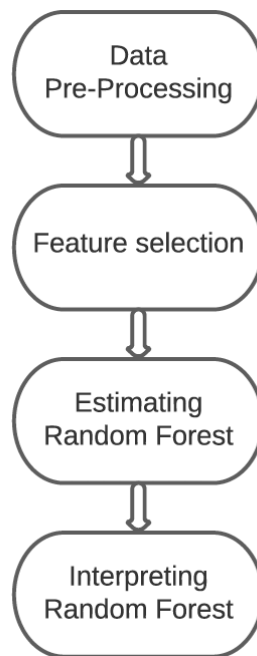 Data
Pre-Processing
Feature selection
Estimating
Random Forest
Interpreting
Random Forest